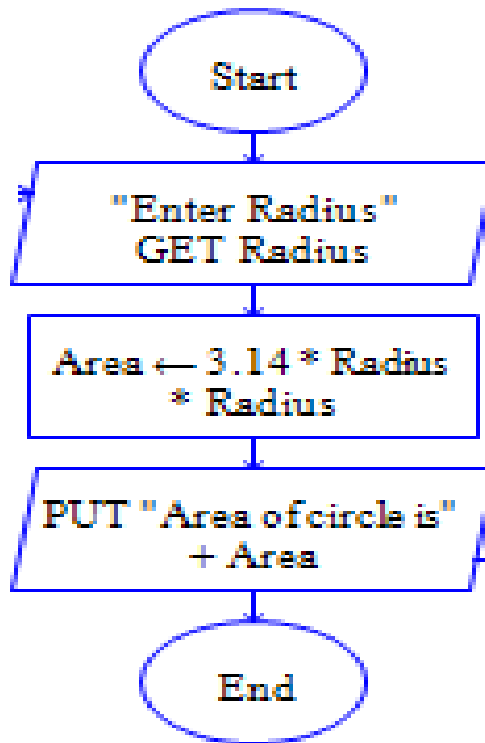 Start
"Enter Radius"
GET Radius
Area ← 3.14 * Radius
* Radius
PUT "Area of circle is"
+ Area
End